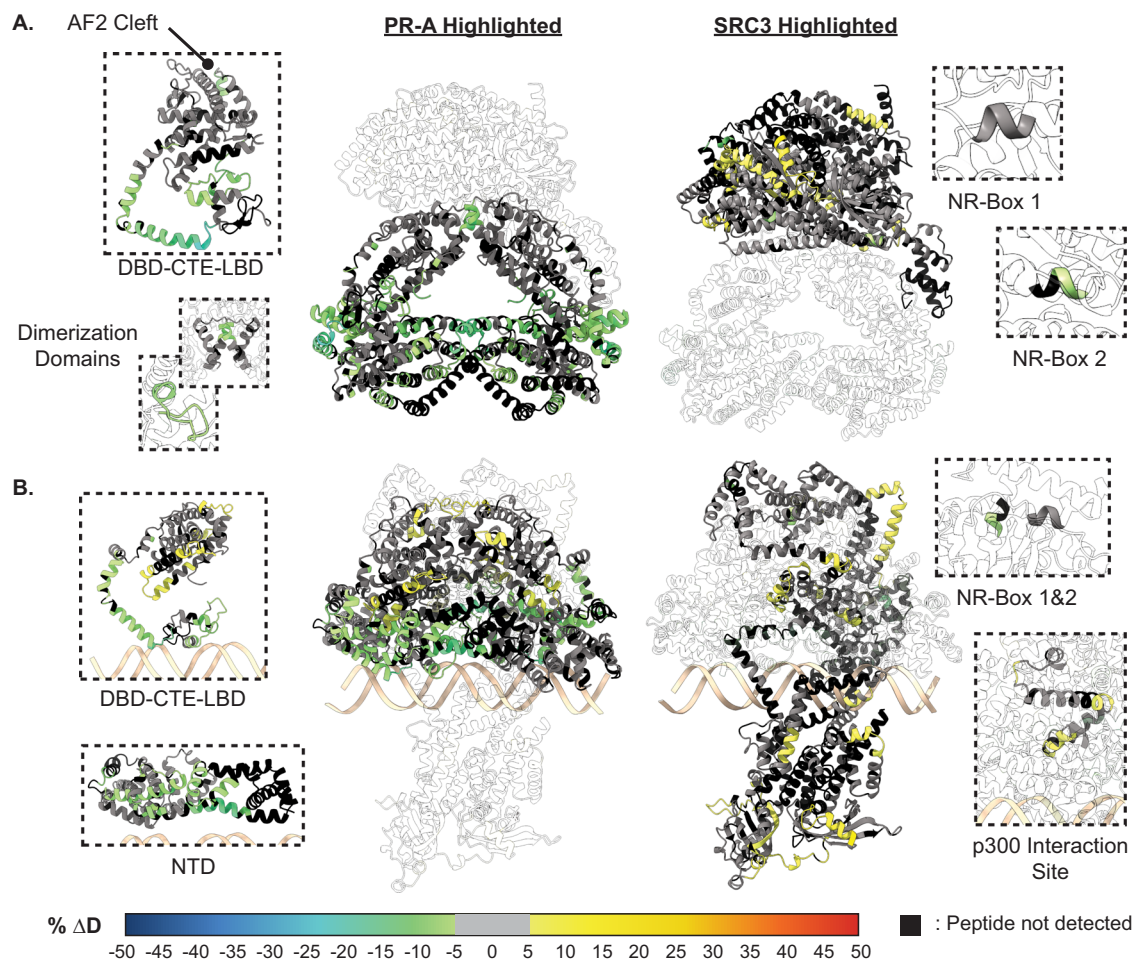 A.
AF2 Cleft
PR-A Highlighted
SRC3 Highlighted
DBD-CTE-LBD
NR-Box 1
NR-Box 2
Dimerization
Domains
B.
DBD-CTE-LBD
NR-Box 1&2
NTD
p300 Interaction
Site
% ΔD
-50 -45 -40 -35 -30 -25 -20 -15 -10 -5 0 5 10 15 20 25 30 35 40 45 50
: Peptide not detected